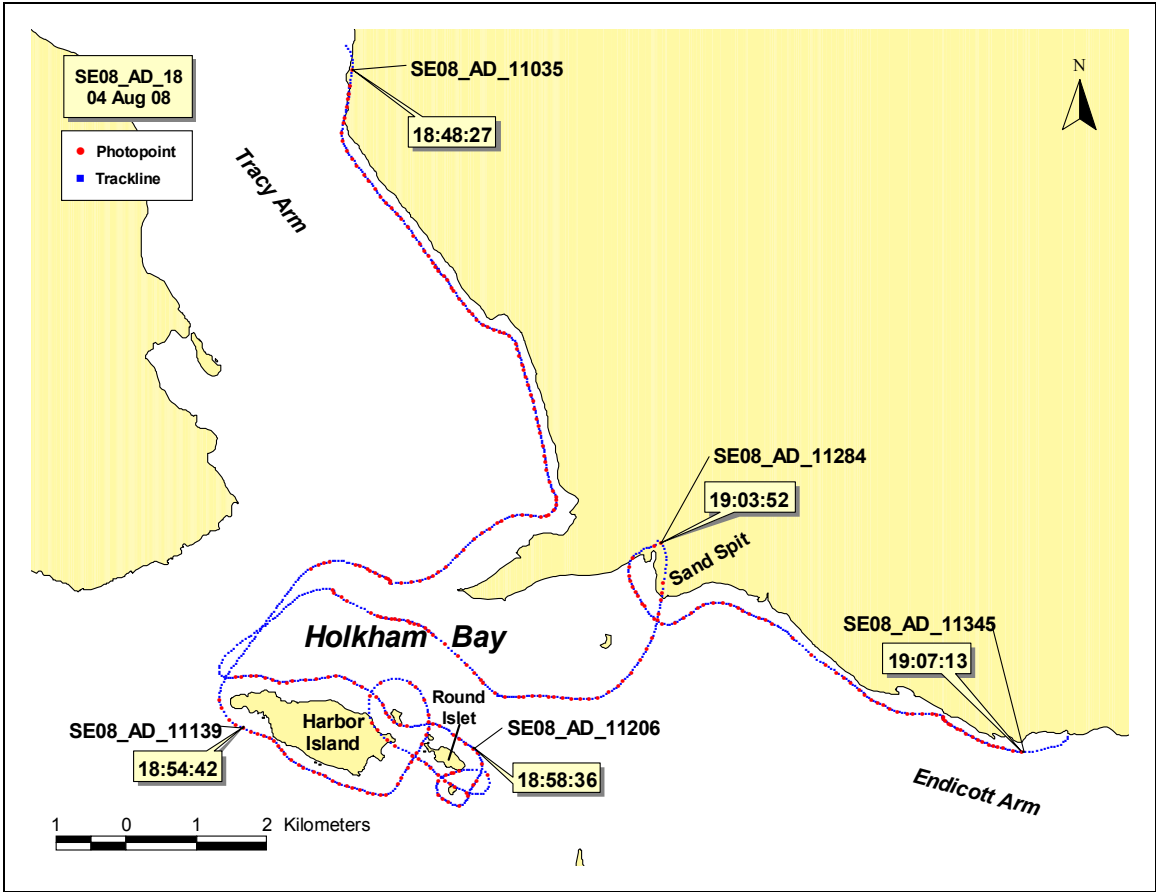 SE08_AD_18
04 Aug 08
Photopoint
Trackline
SE08_AD_11035
18:48:27
N
Tracy Arm
SE08_AD_11284
19:03:52
Sand Spit
Holkham Bay
SE08_AD_11345
19:07:13
Round
Islet
Harbor
Island
SE08_AD_11139
18:54:42
SE08_AD_11206
18:58:36
Endicott Arm
1 0 1 2 Kilometers